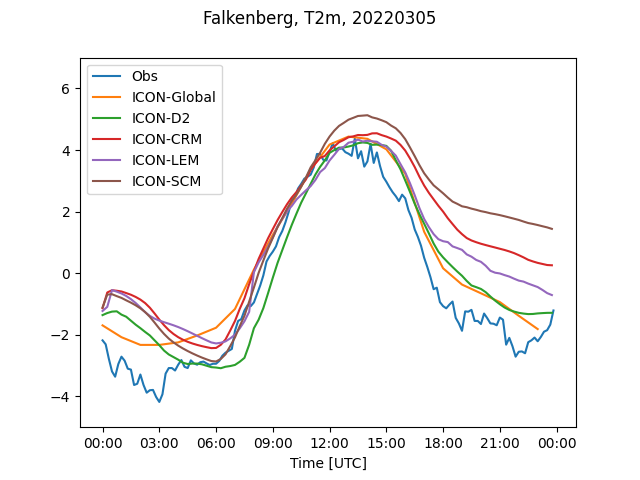 Falkenberg, T2m, 20220305
Obs
ICON-Global
ICON-D2
ICON-CRM
ICON-LEM
ICON-SCM
6
4
2
0
−2
−4
00:00 03:00 06:00 09:00 12:00 15:00 18:00 21:00 00:00
Time [UTC]